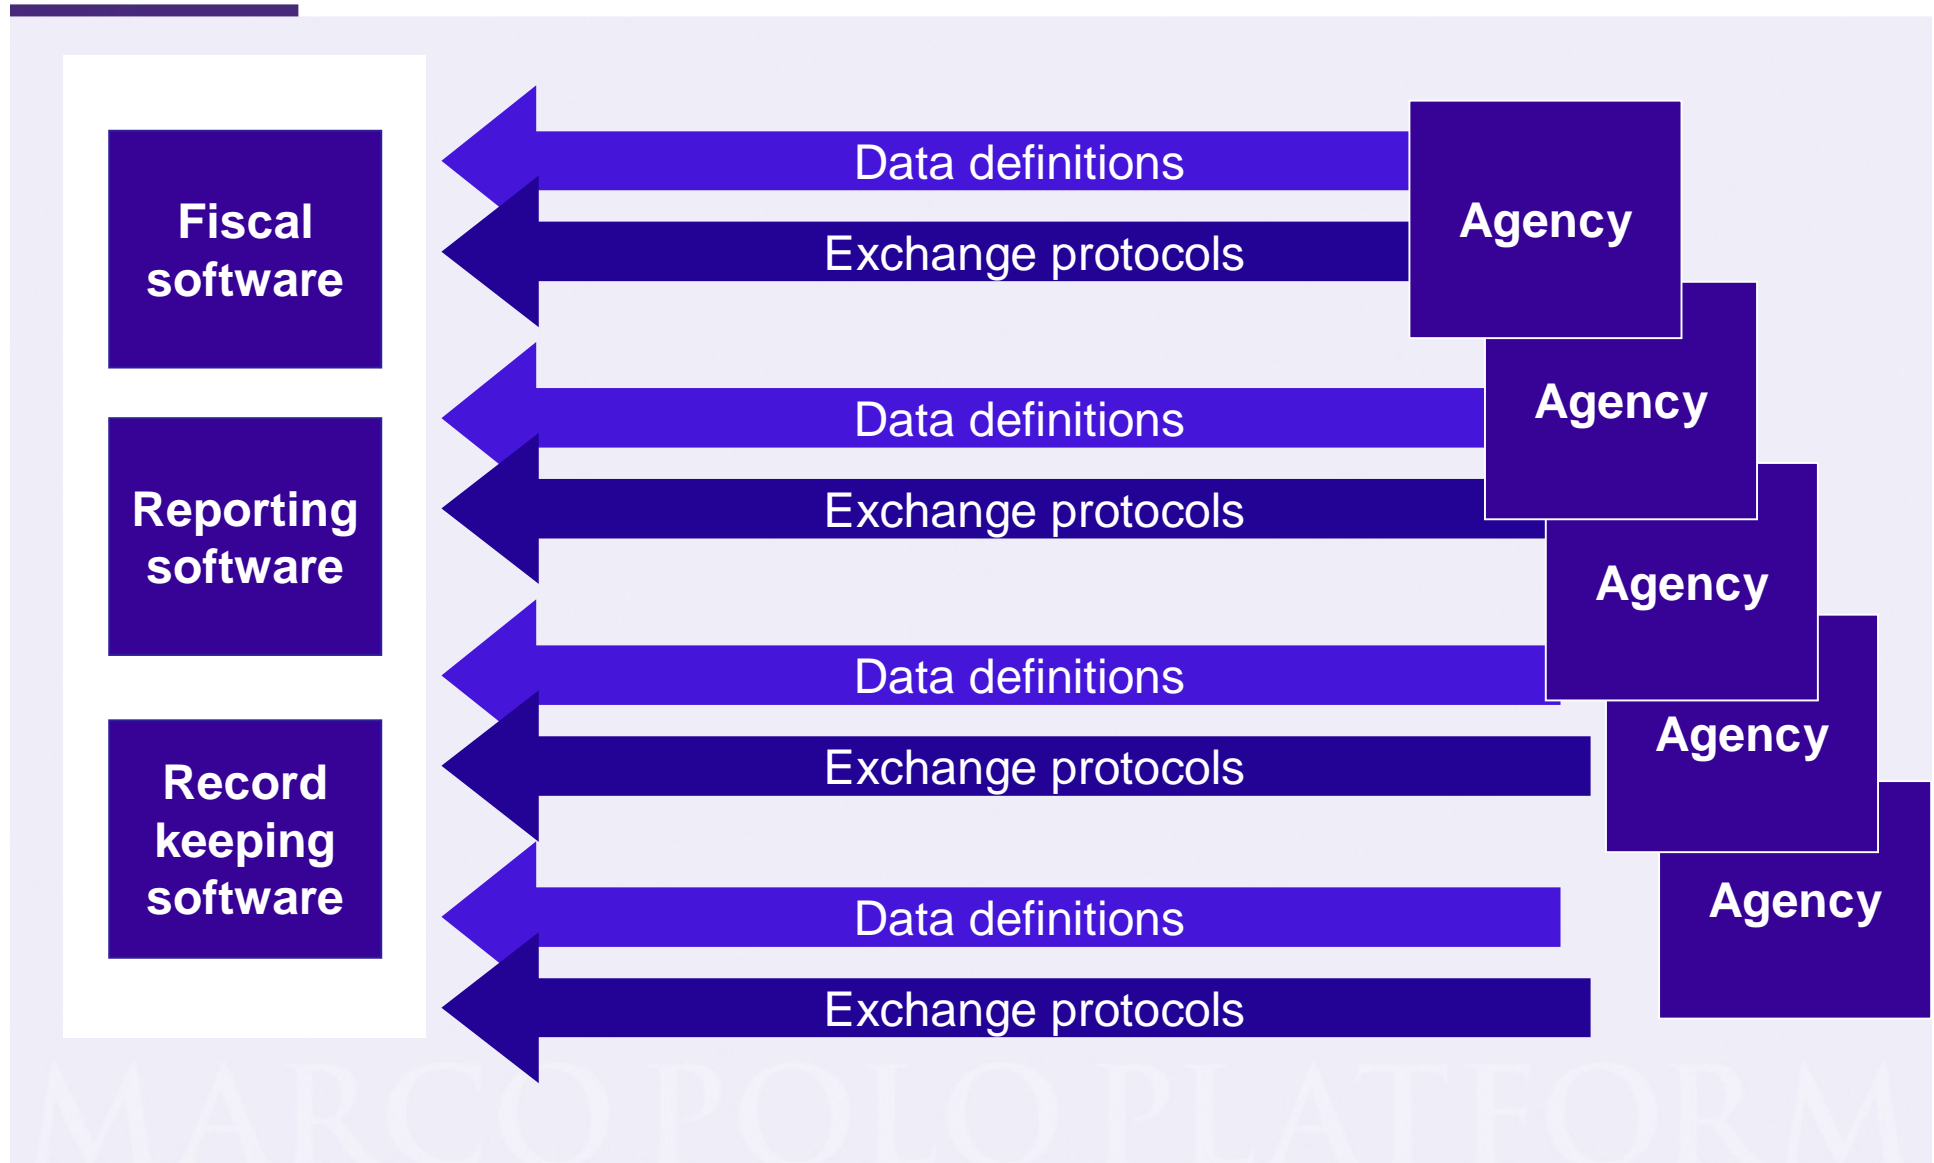 Fiscal
software
Reporting
software
Record
keeping
software
Data definitions
Exchange protocols
Data definitions
Exchange protocols
Data definitions
Exchange protocols
Data definitions
Exchange protocols
Agency
Agency
Agency
Agency
Agency
MARCO POLO PLATFORM